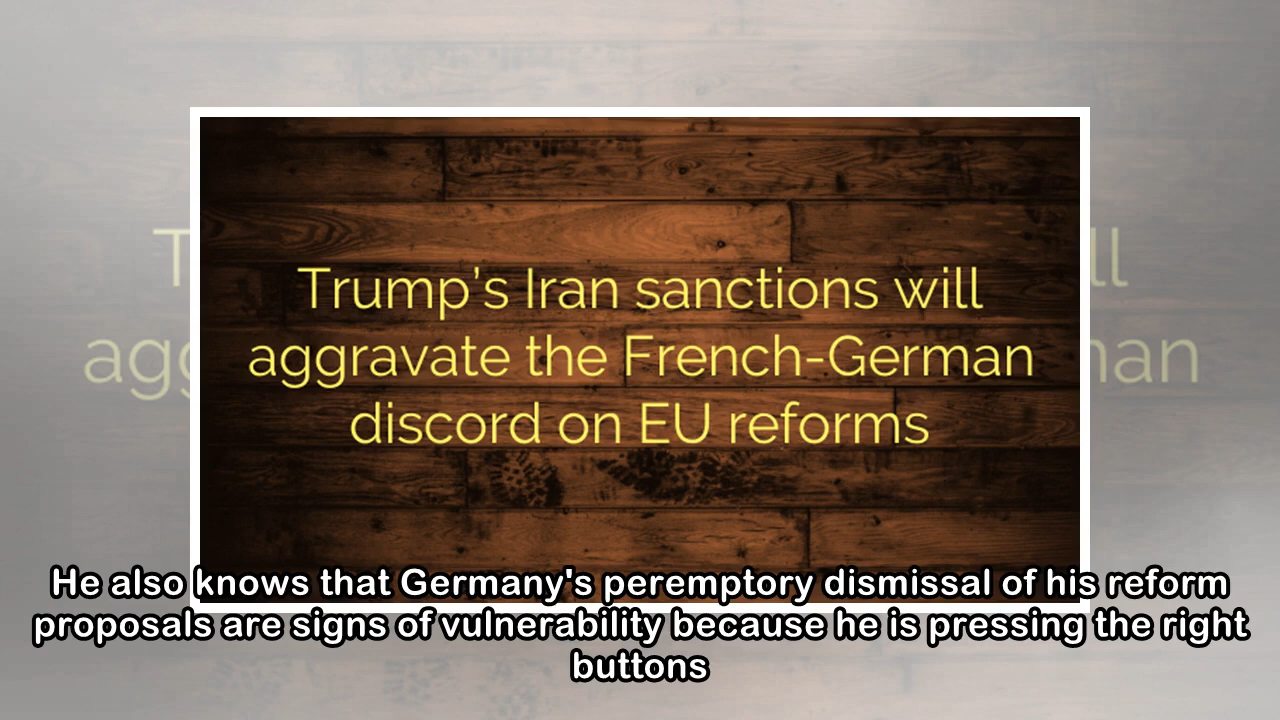 Trump's Iran sanctions will
aggravate the French-German
discord on EU reforms
He also knows that Germany's peremptory dismissal of his reform
proposals are signs of vulnerability because he is pressing the right
buttons